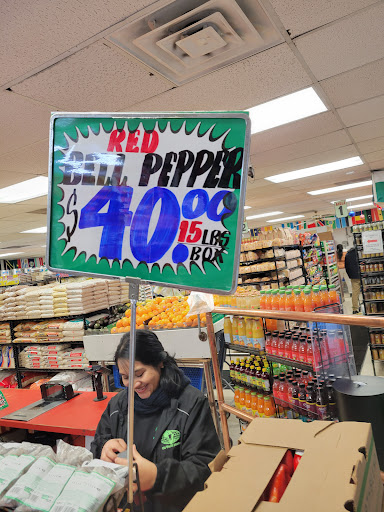 RED
BELL PEPPER
$40.00
15 LBS
BOX